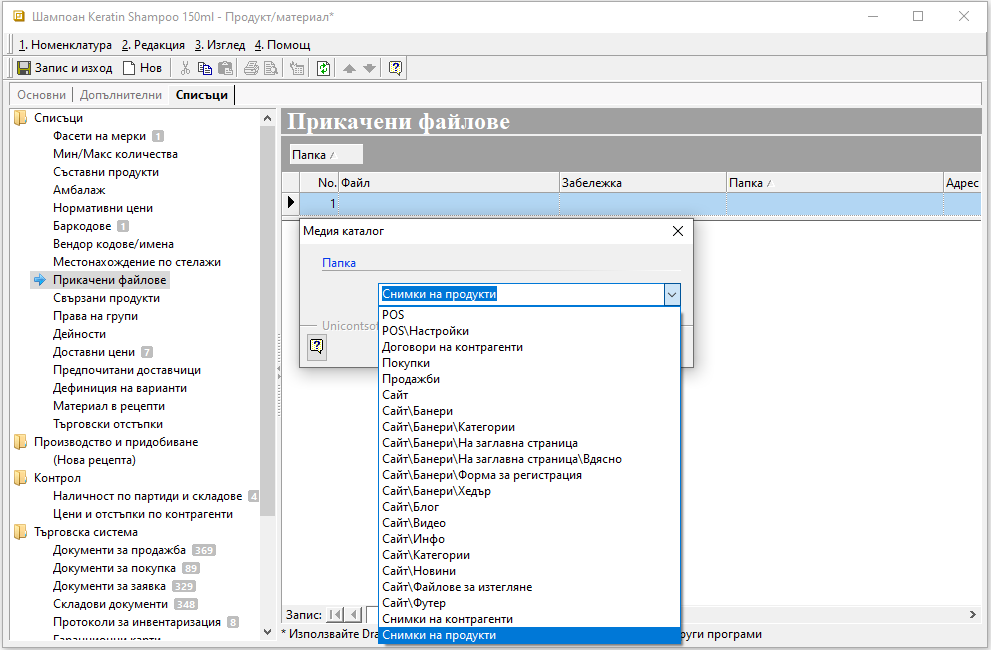 Шампоан Keratin Shampoo 150ml - Продукт/материал*
1. Номенклатура 2. Редакция 3. Изглед 4. Помощ
Запис и изход Нов
Основни Допълнителни Списъци
Списъци
Фасети на мерки 1
Мин/Макс количества
Съставни продукти
Амбалаж
Нормативни цени
Баркодове 1
Вендор кодове/имена
Местонахождение по стелажи
Прикачени файлове
Свързани продукти
Права на групи
Дейности
Доставни цени 7
Предпочитани доставчици
Дефиниция на варианти
Материал в рецепти
Търговски отстъпки
Производство и придобиване
(Нова рецепта)
Контрол
Наличност по партиди и складове 4
Цени и отстъпки по контрагенти
Търговска система
Документи за продажба 369
Документи за покупка 89
Документи за заявка 329
Складови документи 348
Протоколи за инвентаризация 8
Гаранционни карти
Прикачени файлове
Папка
No. Файл Забележка Папка Адрес
1
Медия каталог
Папка
Снимки на продукти
Unicontso
POS
POS\Настройки
Договори на контрагенти
Покупки
Продажби
Сайт
Сайт\Банери
Сайт\Банери\Категории
Сайт\Банери\На заглавна страница
Сайт\Банери\На заглавна страница\Вдясно
Сайт\Банери\Форма за регистрация
Сайт\Банери\Хедър
Сайт\Блог
Сайт\Видео
Сайт\Инфо
Сайт\Категории
Сайт\Новини
Сайт\Файлове за изтегляне
Сайт\Футер
Снимки на контрагенти
Снимки на продукти
Запис:
* Използвайте Dra руги програми